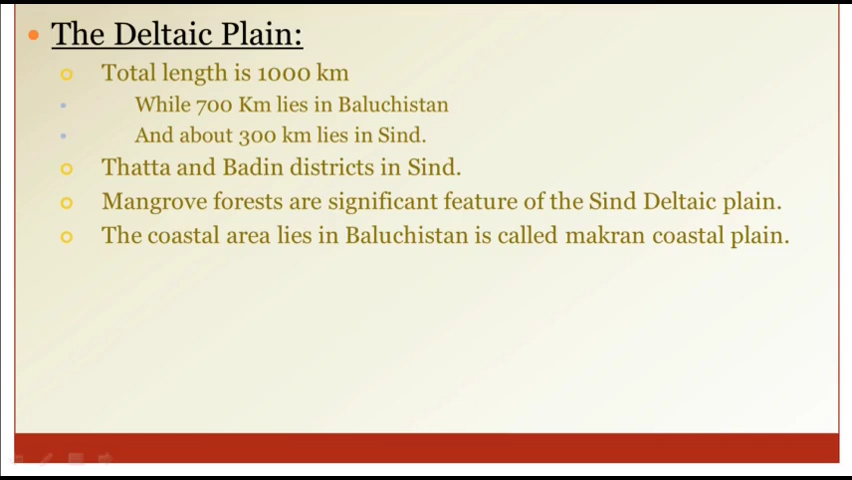 The Deltaic Plain:
Total length is 1000 km
While 700 Km lies in Baluchistan
And about 300 km lies in Sind.
Thatta and Badin districts in Sind.
Mangrove forests are significant feature of the Sind Deltaic plain.
The coastal area lies in Baluchistan is called makran coastal plain.